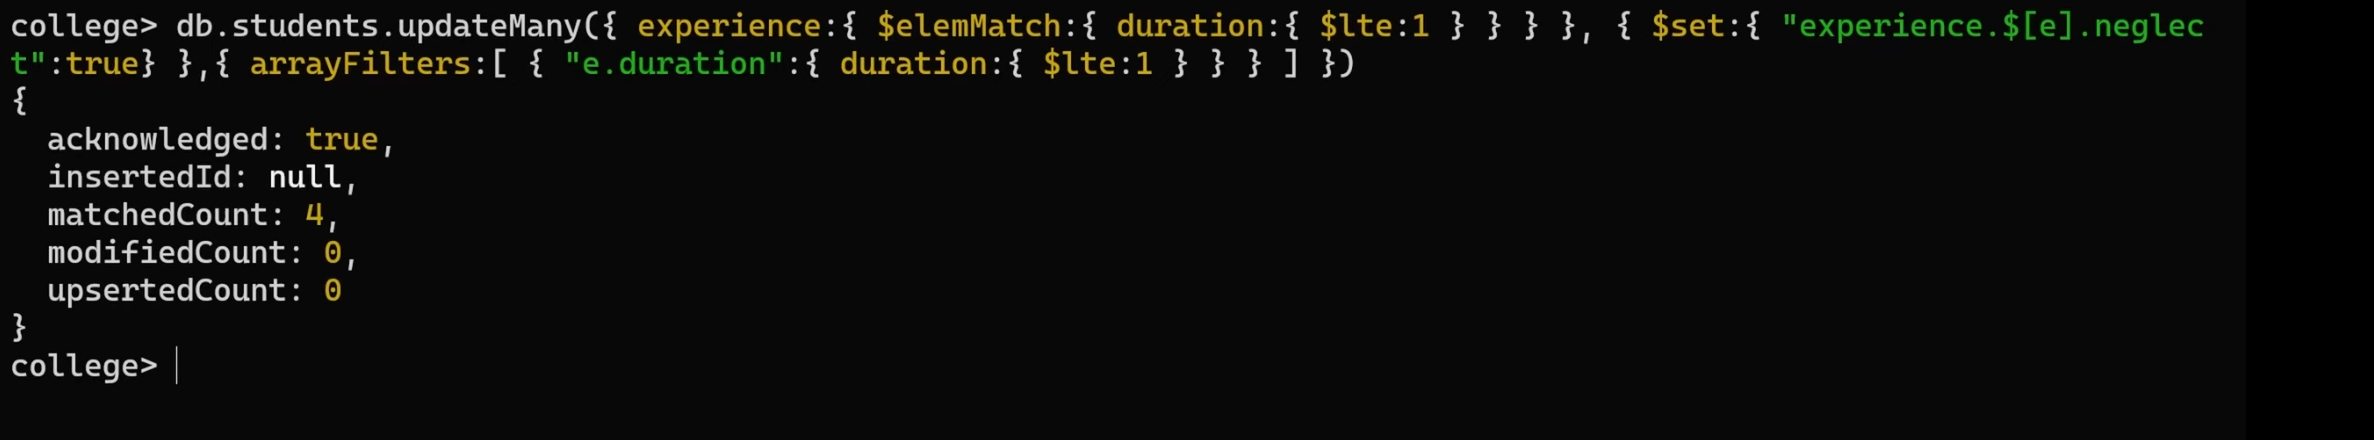 college> db.students.updateMany({ experience:{ $elemMatch:{ duration:{ $lte:1 } } } }, { $set:{ "experience.$[e].neglec
t":true} },{ arrayFilters:[ { "e.duration":{ duration:{ $lte:1 } } } ] })
{
  acknowledged: true,
  insertedId: null,
  matchedCount: 4,
  modifiedCount: 0,
  upsertedCount: 0
}
college>